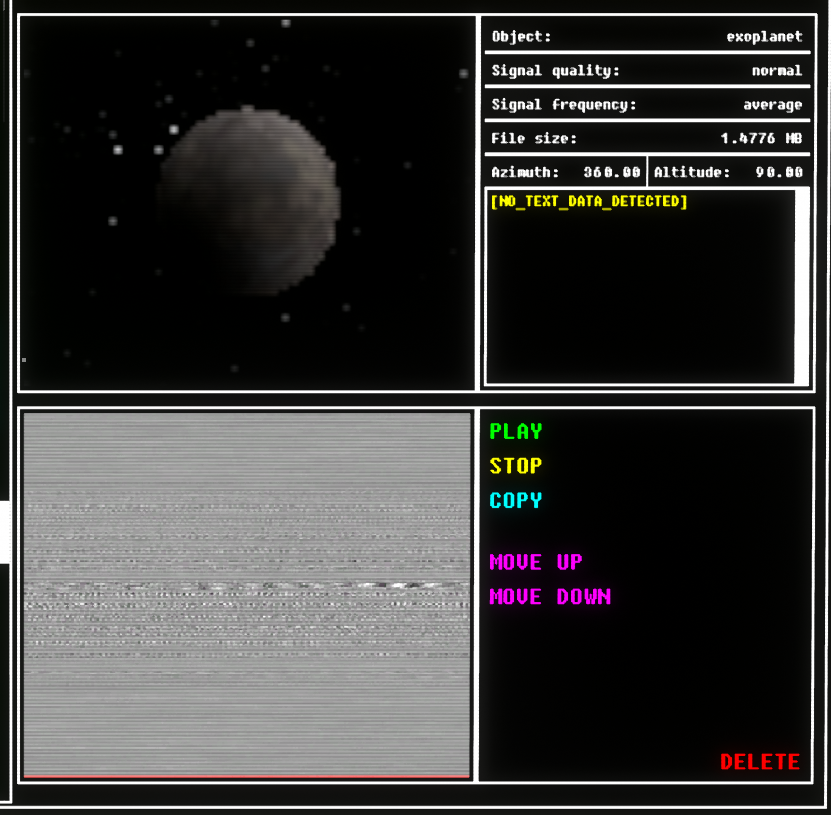 Object: exoplanet
Signal quality: normal
Signal frequency: average
File size: 1.4776 MB
Azimuth: 360.00 Altitude: 90.00
[NO_TEXT_DATA_DETECTED]
PLAY
STOP
COPY
MOVE UP
MOVE DOWN
DELETE